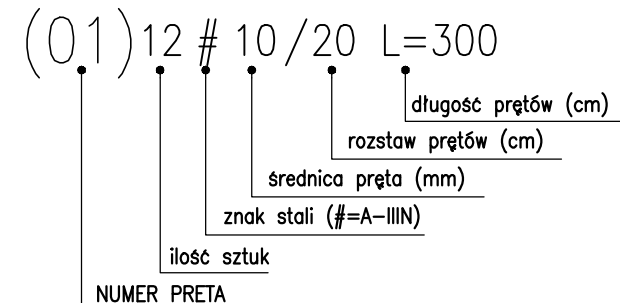 (01)12 # 10/20 L=300
długość prętów (cm)
rozstaw prętów (cm)
średnica pręta (mm)
znak stali (#=A-IIIN)
ilość sztuk
NUMER PRETA